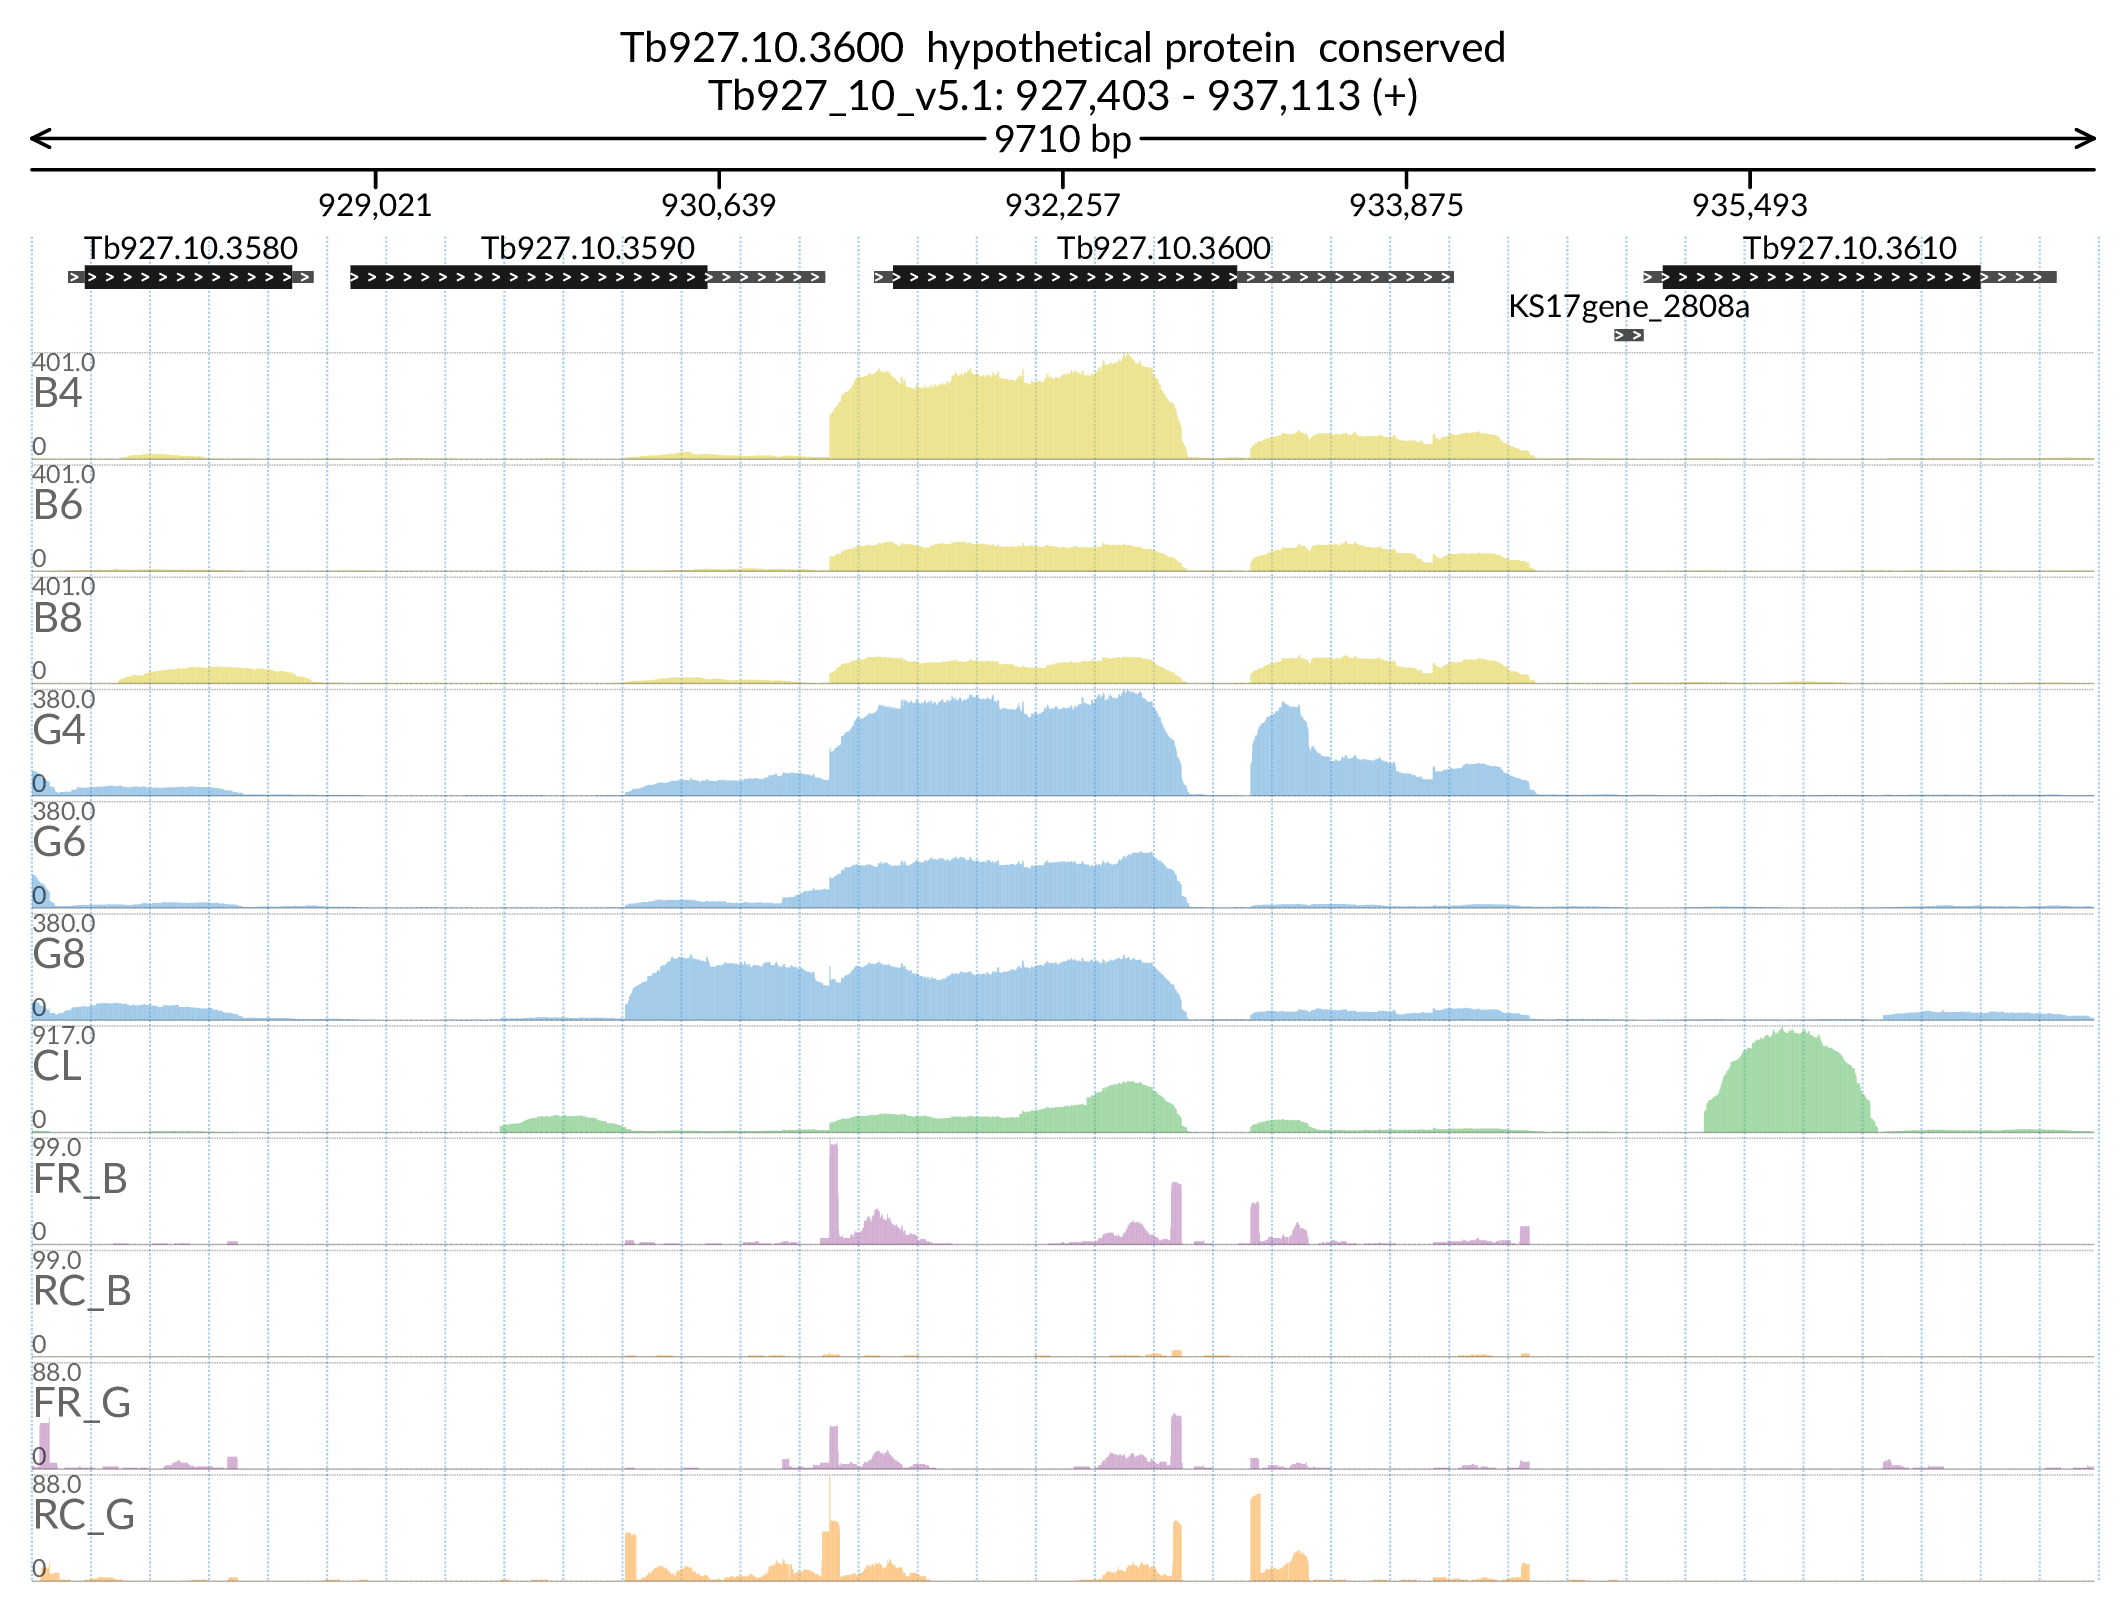 Tb927.10.3600  hypothetical protein  conserved
Tb927_10_v5.1: 927,403 - 937,113 (+)
9710 bp
929,021 930,639 932,257 933,875 935,493
Tb927.10.3580 Tb927.10.3590 Tb927.10.3600 Tb927.10.3610
KS17gene_2808a
401.0
B4
0
401.0
B6
0
401.0
B8
0
380.0
G4
0
380.0
G6
0
380.0
G8
0
917.0
CL
0
99.0
FR_B
0
99.0
RC_B
0
88.0
FR_G
0
88.0
RC_G
0